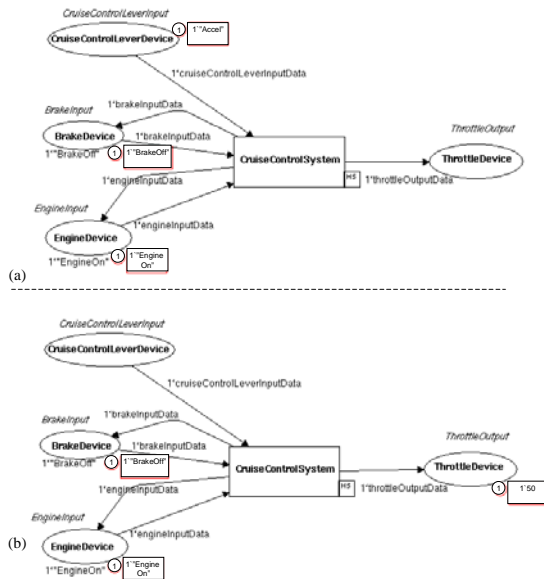 CruiseControlLeverInput
CruiseControlLeverDevice
1
1`"Accel"
1`cruiseControlLeverInputData
1`brakeInputData
BrakeInput
BrakeDevice
1`brakeInputData
1`"BrakeOff"
1
1`"BrakeOff"
CruiseControlSystem
HS
ThrottleOutput
ThrottleDevice
1`throttleOutputData
1`engineInputData
EngineInput
EngineDevice
1`engineInputData
1`"EngineOn"
1
1`"Engine
On"
(a)
CruiseControlLeverInput
CruiseControlLeverDevice
1`cruiseControlLeverInputData
1`brakeInputData
BrakeInput
BrakeDevice
1`brakeInputData
1`"BrakeOff"
1
1`"BrakeOff"
CruiseControlSystem
HS
ThrottleOutput
ThrottleDevice
1`throttleOutputData
1
1`50
1`engineInputData
EngineInput
EngineDevice
1`engineInputData
1`"EngineOn"
1
1`"Engine
On"
(b)